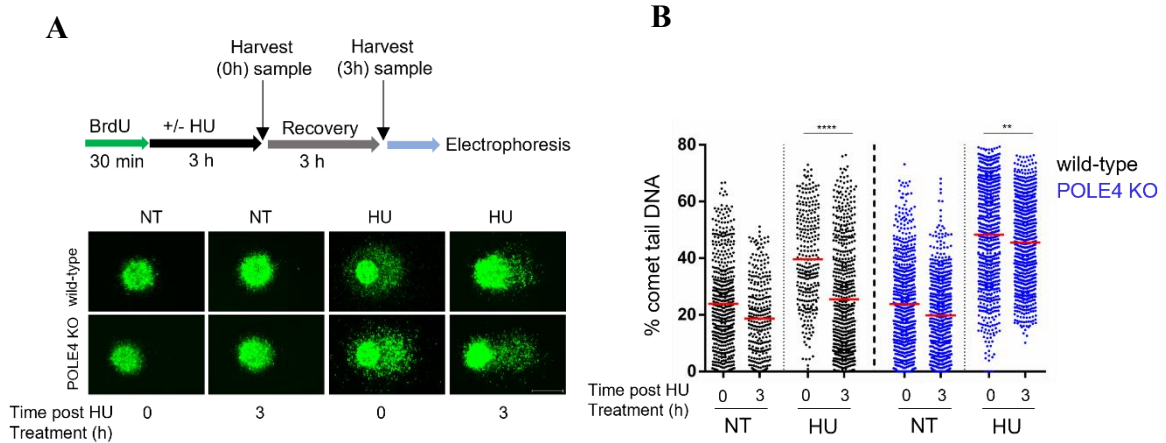 A
Harvest Harvest
(0h) sample (3h) sample
BrdU +/- HU Recovery Electrophoresis
30 min 3 h 3 h
NT NT HU HU
wild-type
POLE4 KO
Time post HU 0 3 0 3
Treatment (h)
B
**** **
wild-type
POLE4 KO
% comet tail DNA
80
60
40
20
0
Time post HU 0 3 0 3 0 3 0 3
Treatment (h) NT HU NT HU